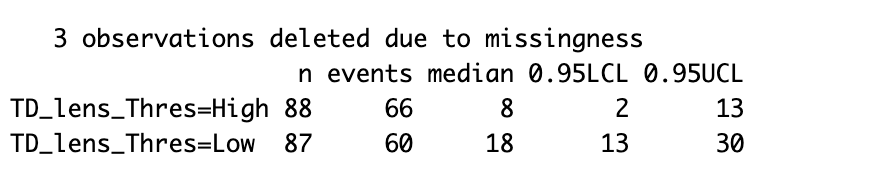 3 observations deleted due to missingness
n events median 0.95LCL 0.95UCL
TD_lens_Thres=High 88 66 8 2 13
TD_lens_Thres=Low 87 60 18 13 30